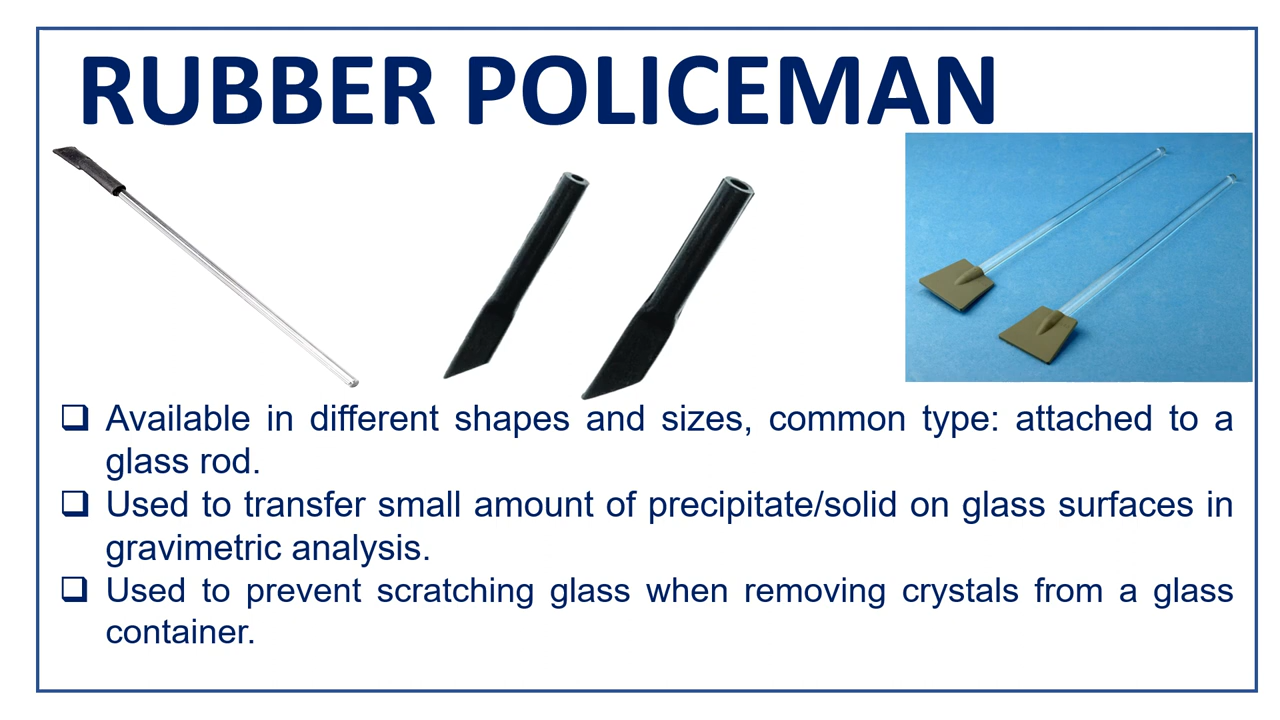 RUBBER POLICEMAN
❑ Available in different shapes and sizes, common type: attached to a
glass rod.
❑ Used to transfer small amount of precipitate/solid on glass surfaces in
gravimetric analysis.
❑ Used to prevent scratching glass when removing crystals from a glass
container.